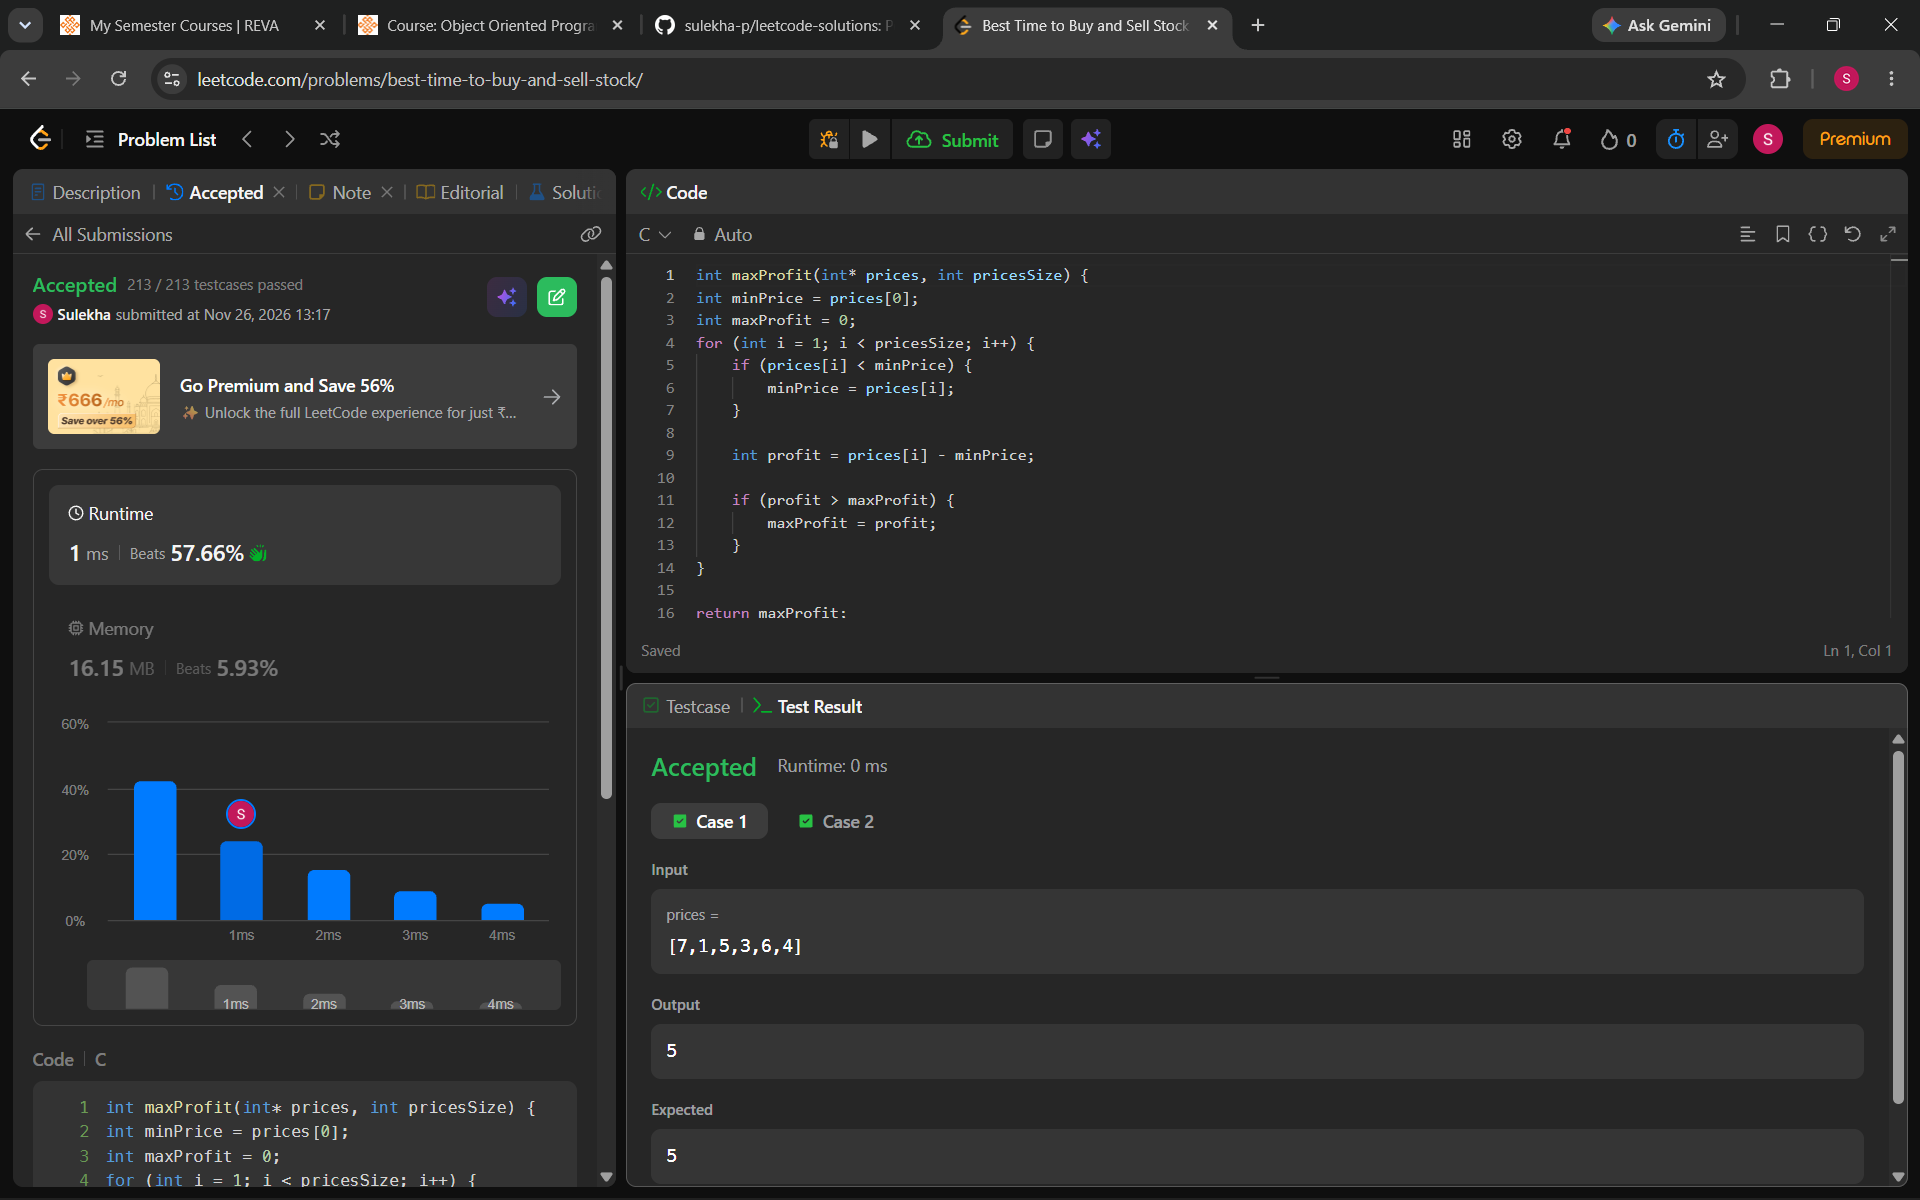 My Semester Courses | REVA
Course: Object Oriented Progra
sulekha-p/leetcode-solutions: P
Best Time to Buy and Sell Stock
Ask Gemini
leetcode.com/problems/best-time-to-buy-and-sell-stock/
S
Problem List
Submit
0
S
Premium
Description
Accepted
Note
Editorial
Solutio
All Submissions
Accepted 213 / 213 testcases passed
S Sulekha submitted at Nov 26, 2026 13:17
Go Premium and Save 56%
₹666 /mo
Save over 56%
✨ Unlock the full LeetCode experience for just ₹...
Runtime
1 ms Beats 57.66%
Memory
16.15 MB Beats 5.93%
60%
40%
20%
0%
S
1ms 2ms 3ms 4ms
1ms 2ms 3ms 4ms
Code C
1 int maxProfit(int* prices, int pricesSize) {
2 int minPrice = prices[0];
3 int maxProfit = 0;
4 for (int i = 1; i < pricesSize; i++) {
</> Code
C Auto
1 int maxProfit(int* prices, int pricesSize) {
2 int minPrice = prices[0];
3 int maxProfit = 0;
4 for (int i = 1; i < pricesSize; i++) {
5 if (prices[i] < minPrice) {
6 minPrice = prices[i];
7 }
8
9 int profit = prices[i] - minPrice;
10
11 if (profit > maxProfit) {
12 maxProfit = profit;
13 }
14 }
15
16 return maxProfit:
Saved
Ln 1, Col 1
Testcase
>_ Test Result
Accepted Runtime: 0 ms
Case 1
Case 2
Input
prices =
[7,1,5,3,6,4]
Output
5
Expected
5